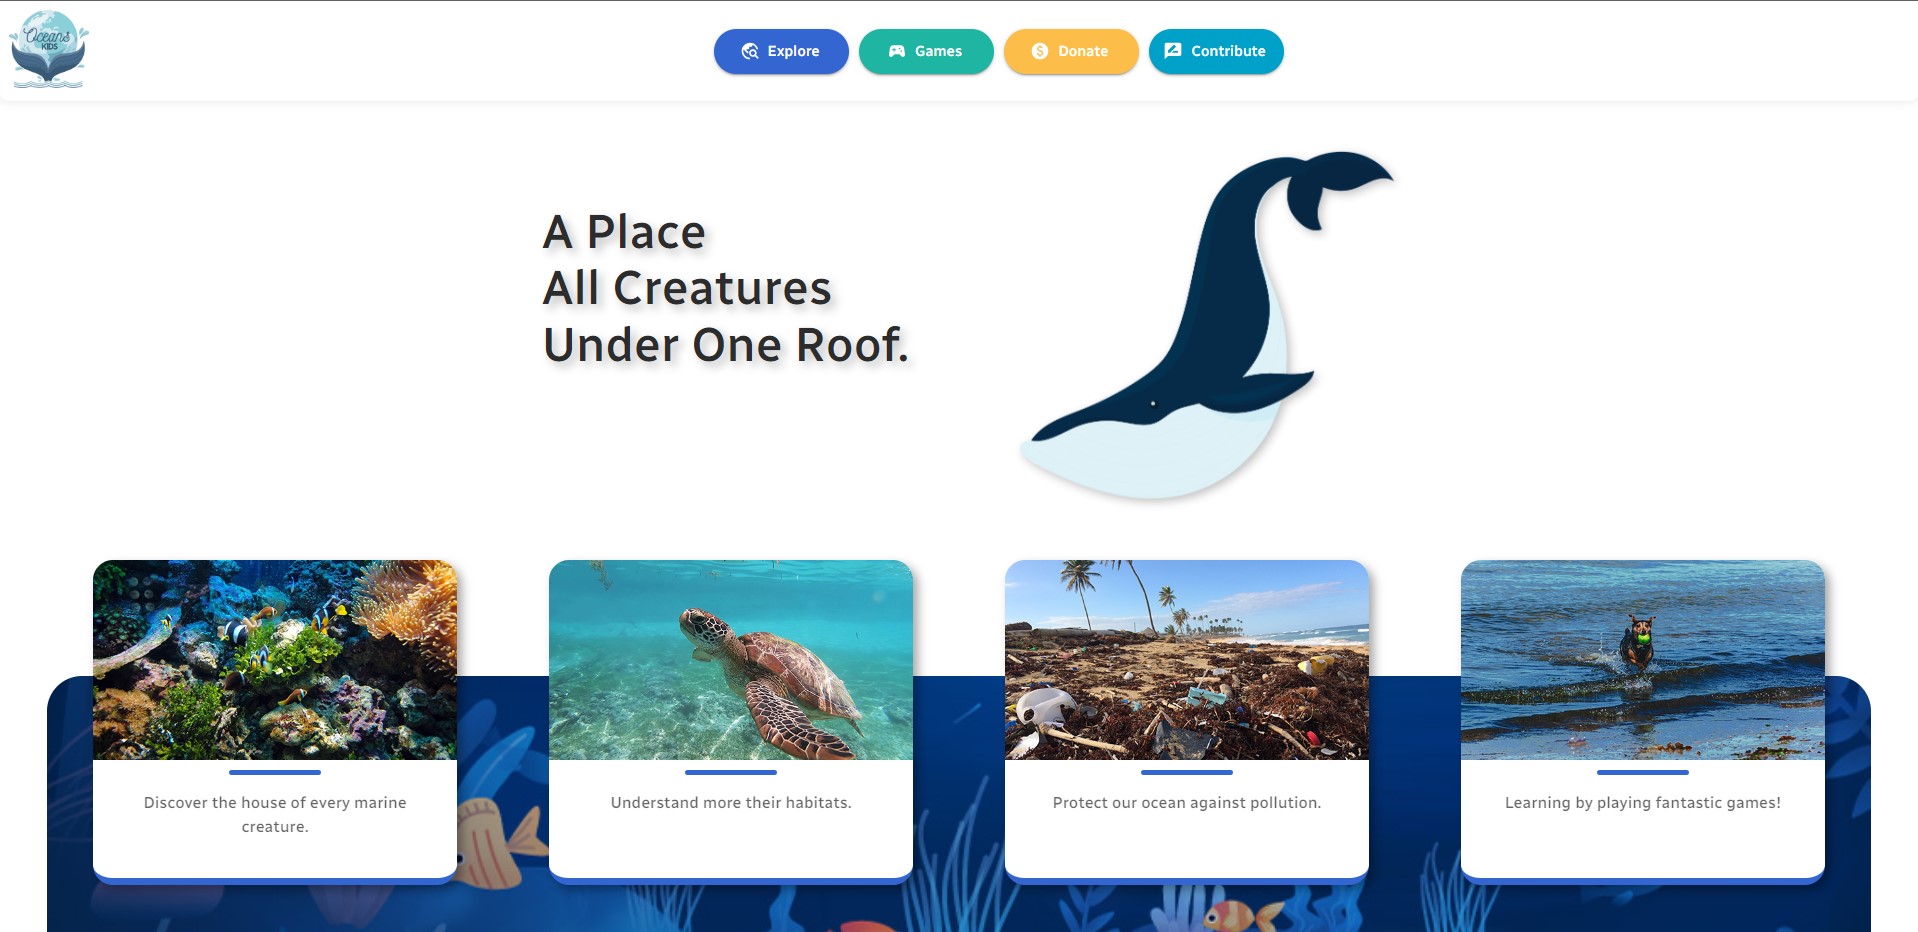 Oceans
KIDS
Explore
Games
Donate
Contribute
A Place
All Creatures
Under One Roof.
Discover the house of every marine
creature.
Understand more their habitats.
Protect our ocean against pollution.
Learning by playing fantastic games!